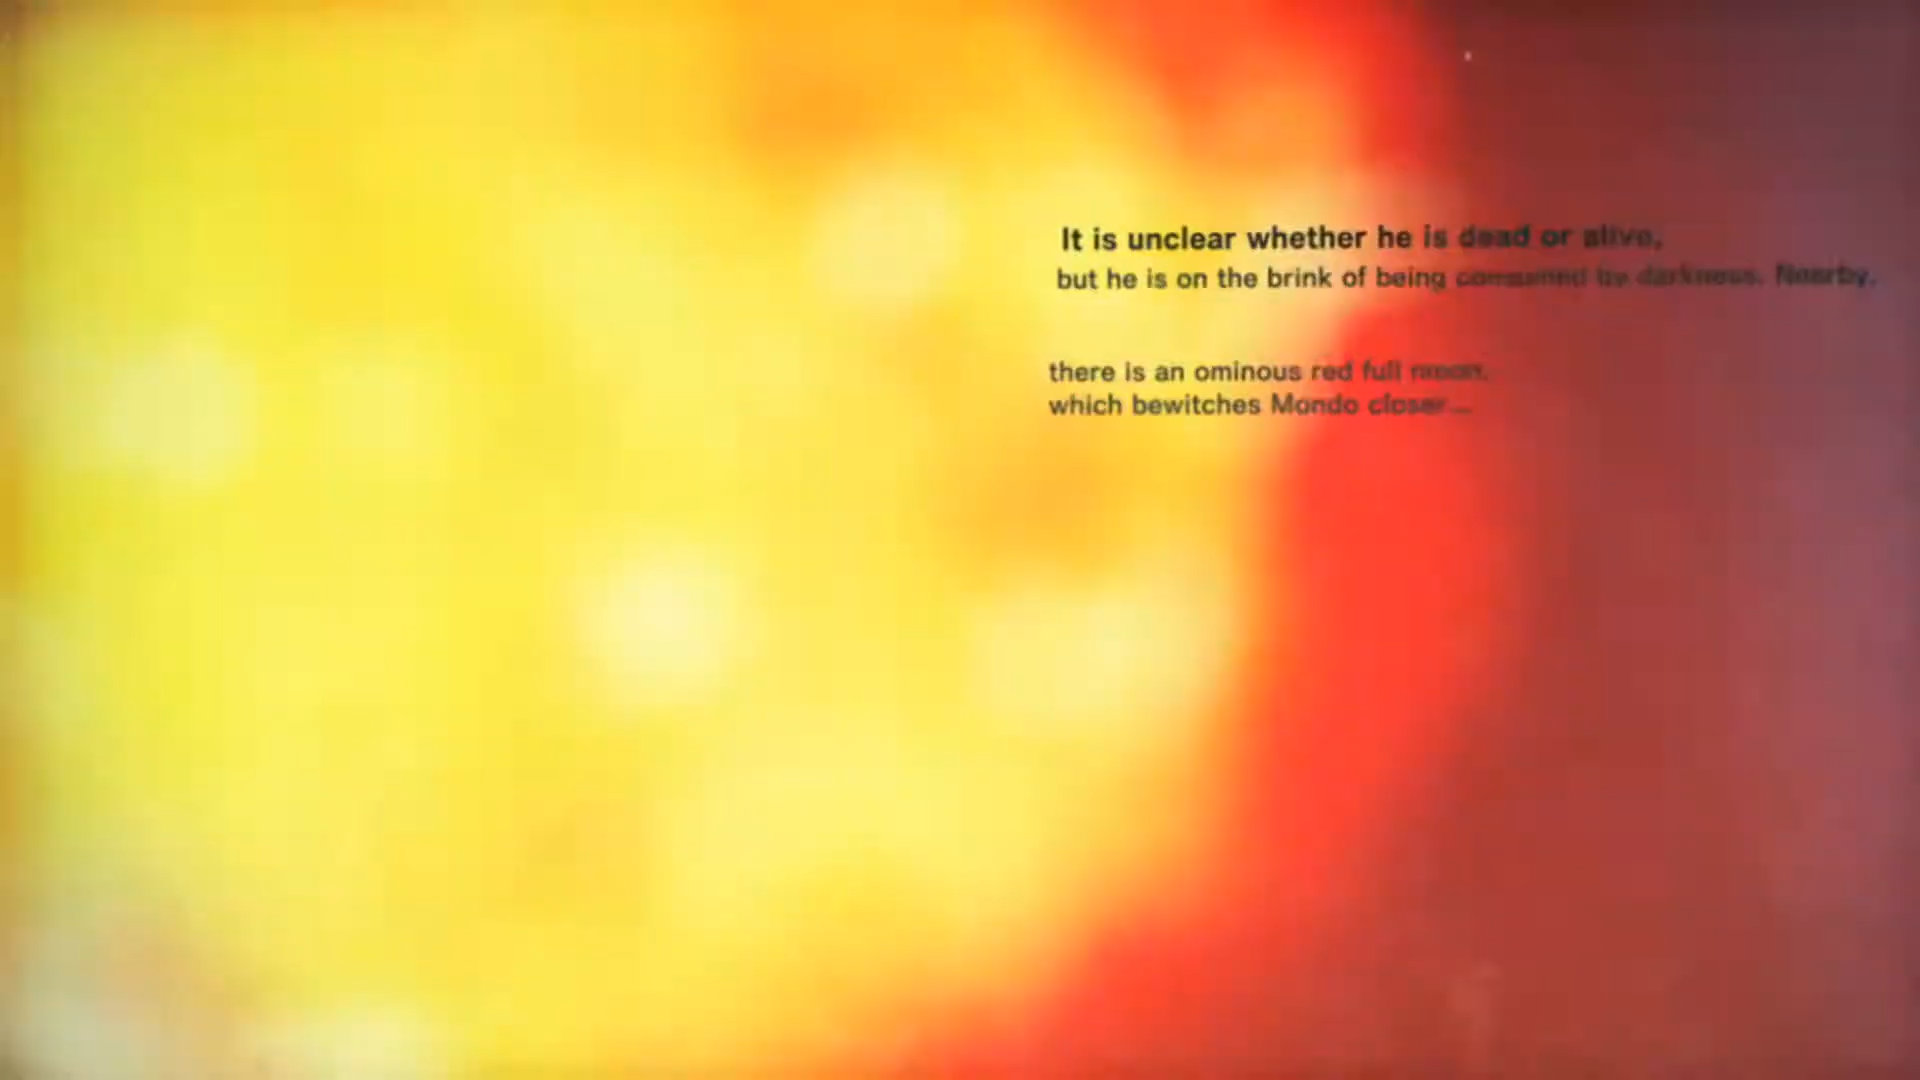 It is unclear whether he is dead or alive,
but he is on the brink of being consumed by darkness. Nearby,
there is an ominous red full moon,
which bewitches Mondo closer...